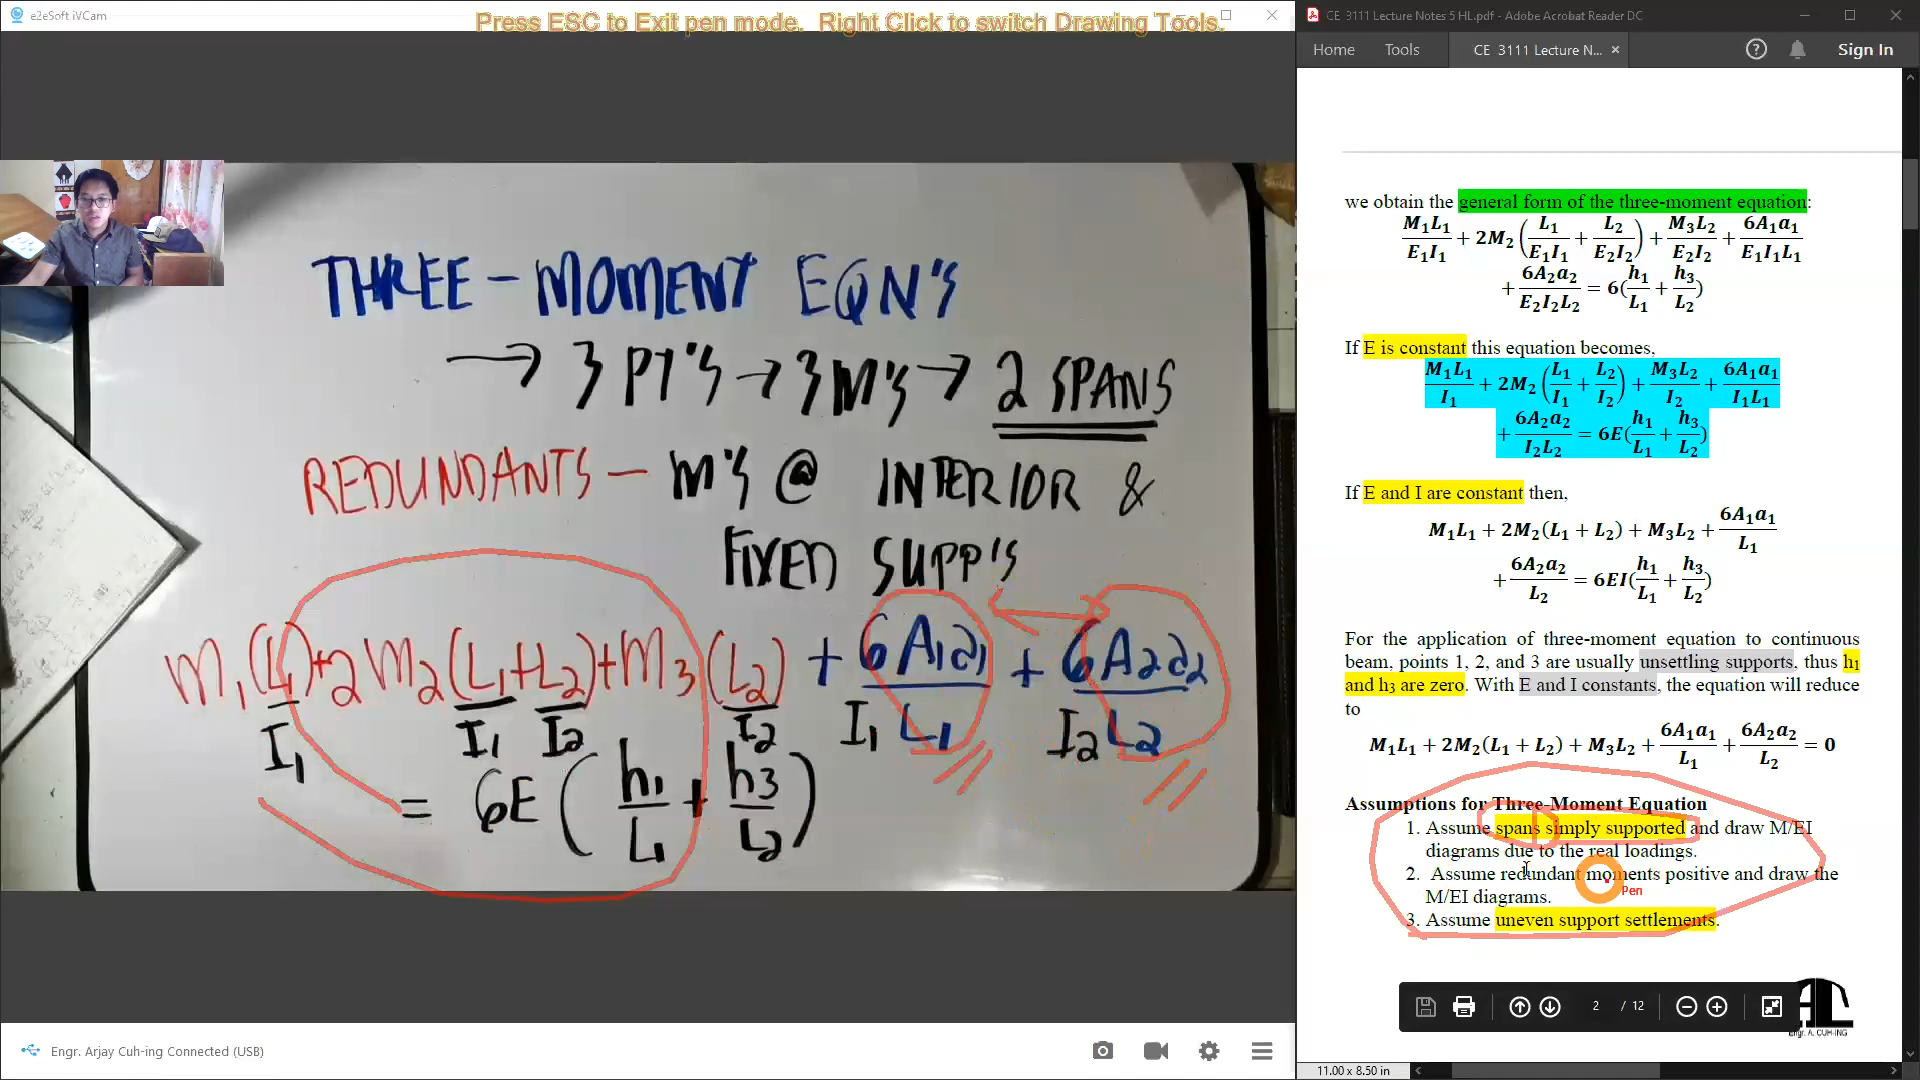 e2eSoft iVCam
Press ESC to Exit pen mode. Right Click to switch Drawing Tools.
THREE-MOMENT EQN'S
→ 3 PT'S → 3 M'S → 2 SPANS
REDUNDANTS - M'S @ INTERIOR &
FIXED SUPP'S
M1(L1/I1)+2M2(L1/I1+L2/I2)+M3(L2/I2) + 6A1a1/I1L1 + 6A2a2/I2L2
= 6E(h1/L1 + h3/L2)
Engr. Arjay Cuh-ing Connected (USB)
CE 3111 Lecture Notes 5 HL.pdf - Adobe Acrobat Reader DC
Home Tools CE 3111 Lecture N... × Sign In
we obtain the general form of the three-moment equation:
M1L1/E1I1 + 2M2(L1/E1I1 + L2/E2I2) + M3L2/E2I2 + 6A1a1/E1I1L1
+ 6A2a2/E2I2L2 = 6(h1/L1 + h3/L2)
If E is constant this equation becomes,
M1L1/I1 + 2M2(L1/I1 + L2/I2) + M3L2/I2 + 6A1a1/I1L1
+ 6A2a2/I2L2 = 6E(h1/L1 + h3/L2)
If E and I are constant then,
M1L1 + 2M2(L1 + L2) + M3L2 + 6A1a1/L1
+ 6A2a2/L2 = 6EI(h1/L1 + h3/L2)
For the application of three-moment equation to continuous
beam, points 1, 2, and 3 are usually unsettling supports, thus h1
and h3 are zero. With E and I constants, the equation will reduce
to
M1L1 + 2M2(L1 + L2) + M3L2 + 6A1a1/L1 + 6A2a2/L2 = 0
Assumptions for Three-Moment Equation
1. Assume spans simply supported and draw M/EI
diagrams due to the real loadings.
2. Assume redundant moments positive and draw the
M/EI diagrams.
Pen
3. Assume uneven support settlements.
2 / 12
Engr. A. CUH-ING
11.00 x 8.50 in